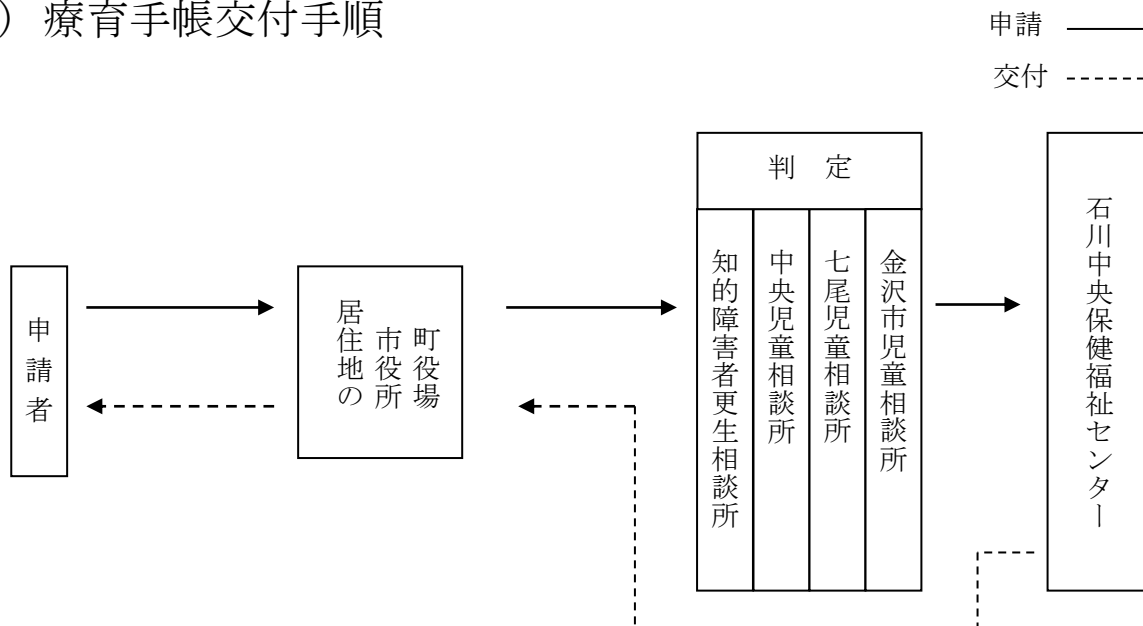 ) 療育手帳交付手順
申請
交付
判 定
申請者
居住地の
市役所
町役場
知的障害者更生相談所
中央児童相談所
七尾児童相談所
金沢市児童相談所
石川中央保健福祉センター